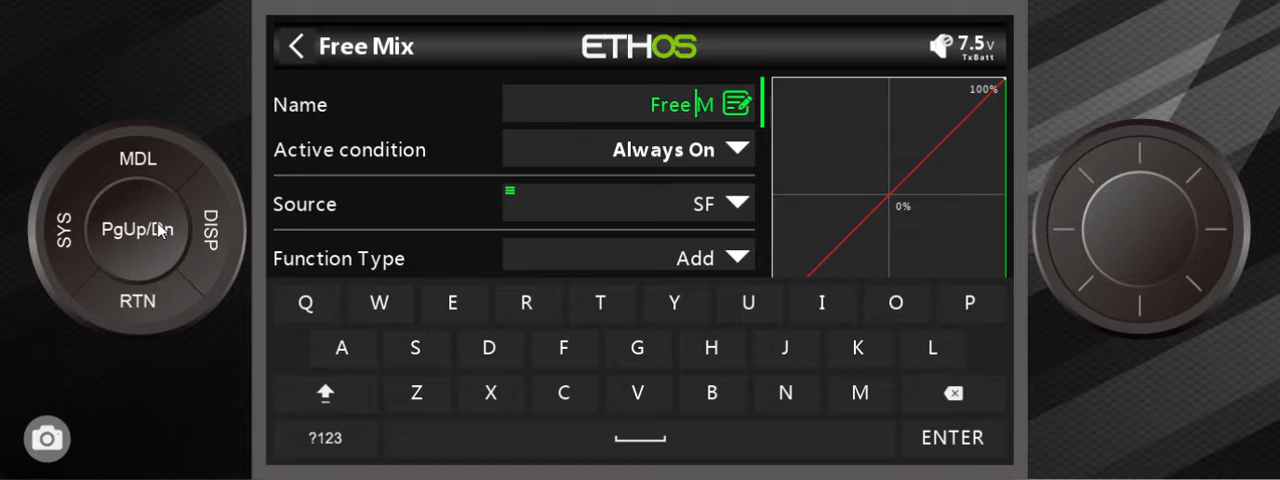 Free Mix
ETHOS
7.5V
TxBatt
Name
Free M
Active condition
Always On
Source
SF
Function Type
Add
100%
0%
MDL
SYS
PgUp/Dn
DISP
RTN
Q W E R T Y U I O P
A S D F G H J K L
Z X C V B N M
?123
ENTER